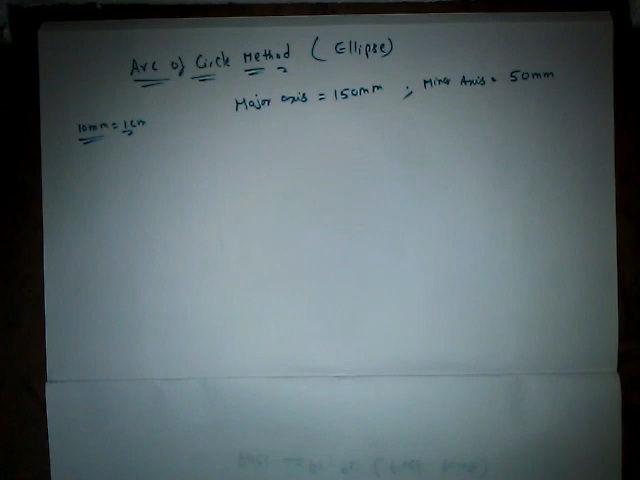 Arc of Circle Method ( Ellipse)
Major axis = 150mm ; Minor Axis = 50mm
10mm = 1cm